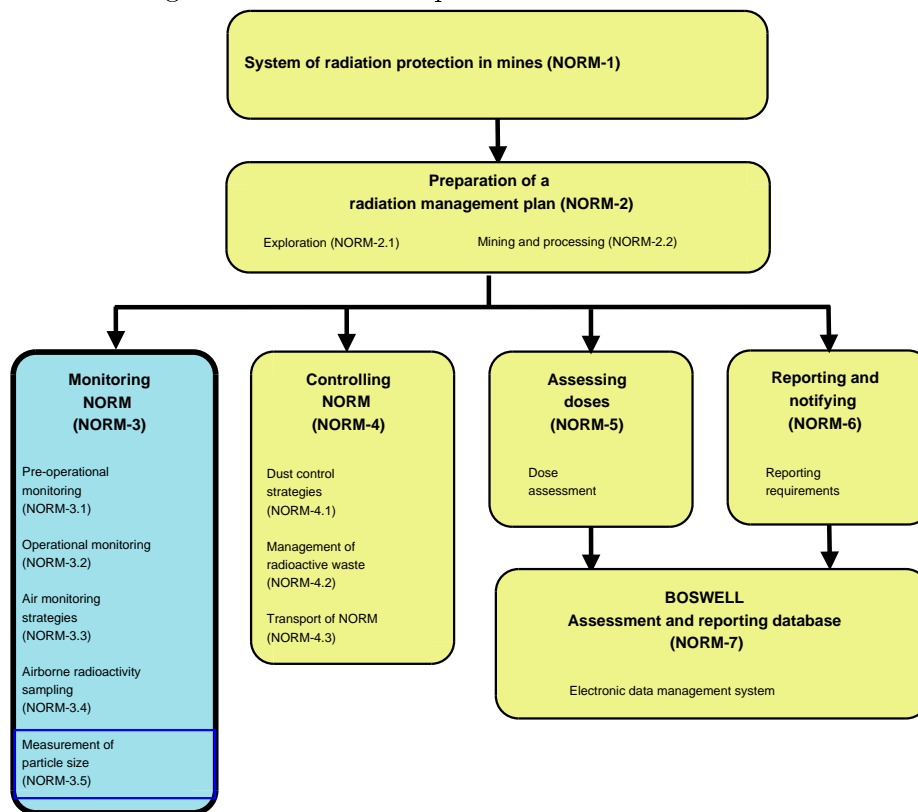 System of radiation protection in mines (NORM-1)
Preparation of a
radiation management plan (NORM-2)
Exploration (NORM-2.1)
Mining and processing (NORM-2.2)
Monitoring
NORM
(NORM-3)
Pre-operational
monitoring
(NORM-3.1)
Operational monitoring
(NORM-3.2)
Air monitoring
strategies
(NORM-3.3)
Airborne radioactivity
sampling
(NORM-3.4)
Measurement of
particle size
(NORM-3.5)
Controlling
NORM
(NORM-4)
Dust control
strategies
(NORM-4.1)
Management of
radioactive waste
(NORM-4.2)
Transport of NORM
(NORM-4.3)
Assessing
doses
(NORM-5)
Dose
assessment
Reporting and
notifying
(NORM-6)
Reporting
requirements
BOSWELL
Assessment and reporting database
(NORM-7)
Electronic data management system